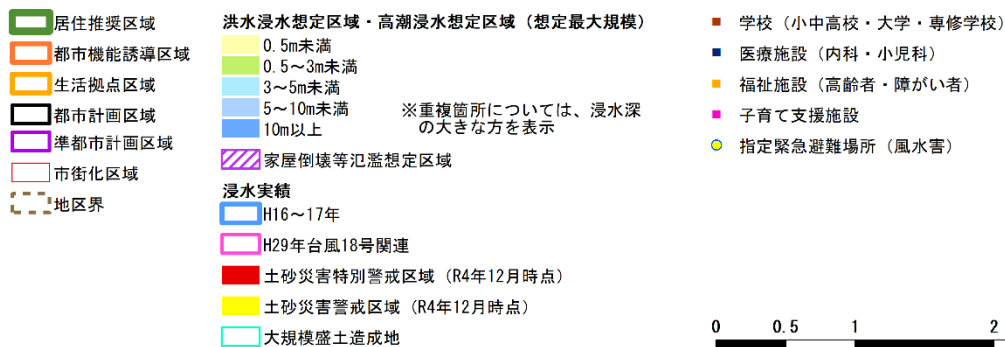 居住推奨区域
都市機能誘導区域
生活拠点区域
都市計画区域
準都市計画区域
市街化区域
地区界
洪水浸水想定区域・高潮浸水想定区域（想定最大規模）
0.5m未満
0.5～3m未満
3～5m未満
5～10m未満
10m以上
※重複箇所については、浸水深
の大きな方を表示
家屋倒壊等氾濫想定区域
浸水実績
H16～17年
H29年台風18号関連
土砂災害特別警戒区域（R4年12月時点）
土砂災害警戒区域（R4年12月時点）
大規模盛土造成地
学校（小中高校・大学・専修学校）
医療施設（内科・小児科）
福祉施設（高齢者・障がい者）
子育て支援施設
指定緊急避難場所（風水害）
0 0.5 1 2